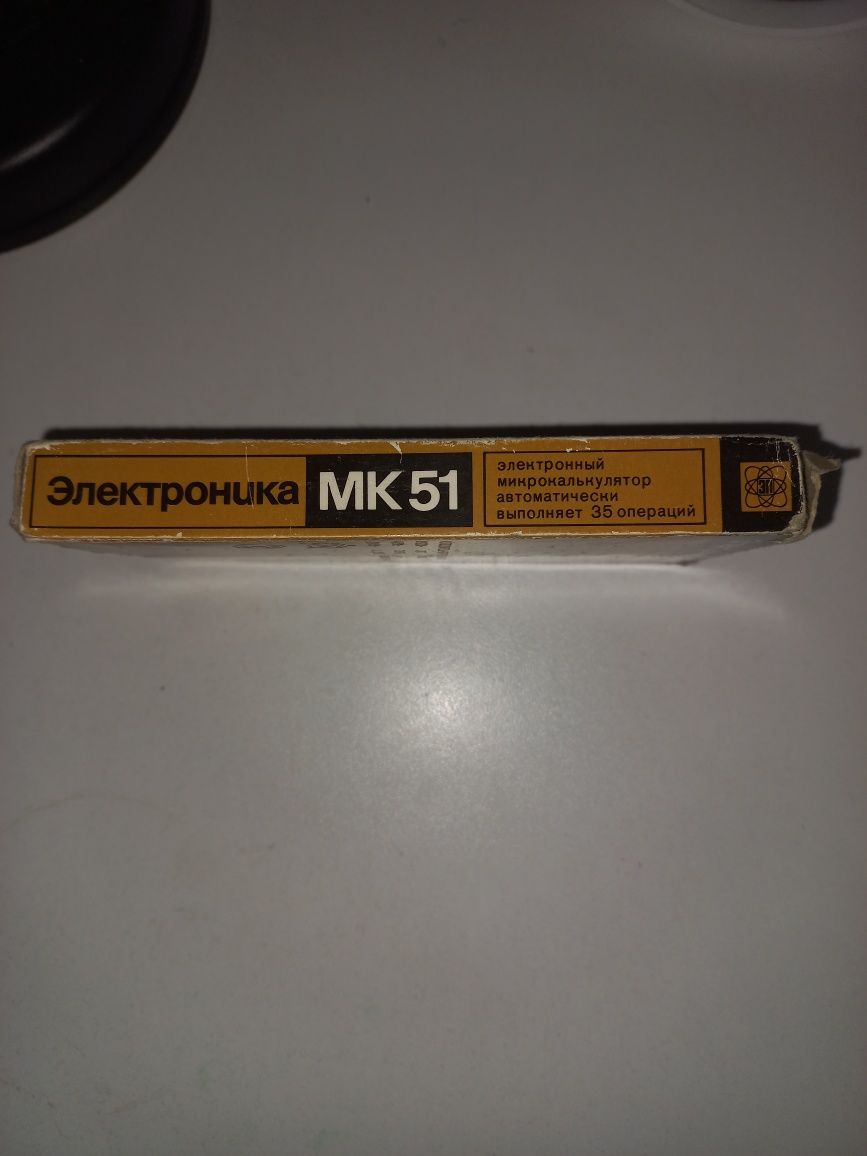 Электроника МК 51
электронный
микрокалькулятор
автоматически
выполняет 35 операций